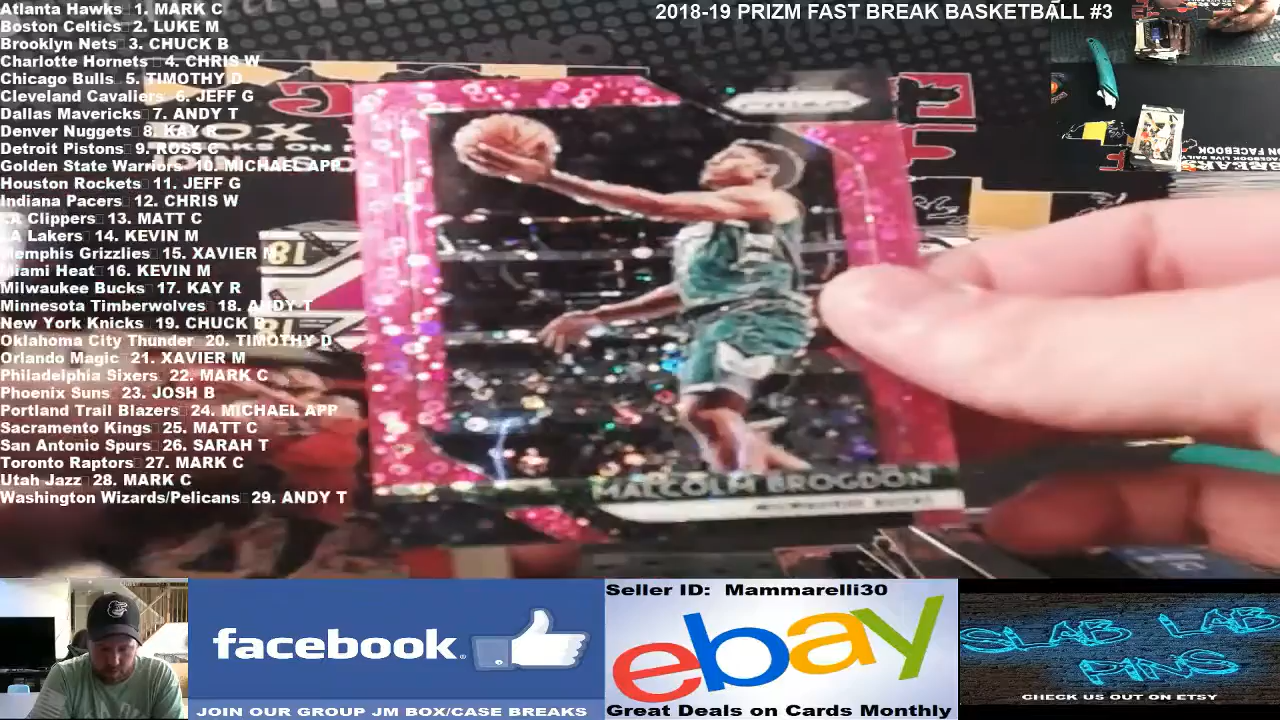 Atlanta Hawks 1. MARK C
Boston Celtics 2. LUKE M
Brooklyn Nets 3. CHUCK B
Charlotte Hornets 4. CHRIS W
Chicago Bulls 5. TIMOTHY D
Cleveland Cavaliers 6. JEFF G
Dallas Mavericks 7. ANDY T
Denver Nuggets 8. KAY R
Detroit Pistons 9. ROSS C
Golden State Warriors 10. MICHAEL APP
Houston Rockets 11. JEFF G
Indiana Pacers 12. CHRIS W
LA Clippers 13. MATT C
LA Lakers 14. KEVIN M
Memphis Grizzlies 15. XAVIER M
Miami Heat 16. KEVIN M
Milwaukee Bucks 17. KAY R
Minnesota Timberwolves 18. ANDY T
New York Knicks 19. CHUCK B
Oklahoma City Thunder 20. TIMOTHY D
Orlando Magic 21. XAVIER M
Philadelphia Sixers 22. MARK C
Phoenix Suns 23. JOSH B
Portland Trail Blazers 24. MICHAEL APP
Sacramento Kings 25. MATT C
San Antonio Spurs 26. SARAH T
Toronto Raptors 27. MARK C
Utah Jazz 28. MARK C
Washington Wizards/Pelicans 29. ANDY T
2018-19 PRIZM FAST BREAK BASKETBALL #3
PRIZM
MALCOLM BROGDON
MILWAUKEE BUCKS
facebook
JOIN OUR GROUP JM BOX/CASE BREAKS
Seller ID: Mammarelli30
ebay
Great Deals on Cards Monthly
SLAB LAB
PINS
CHECK US OUT ON ETSY